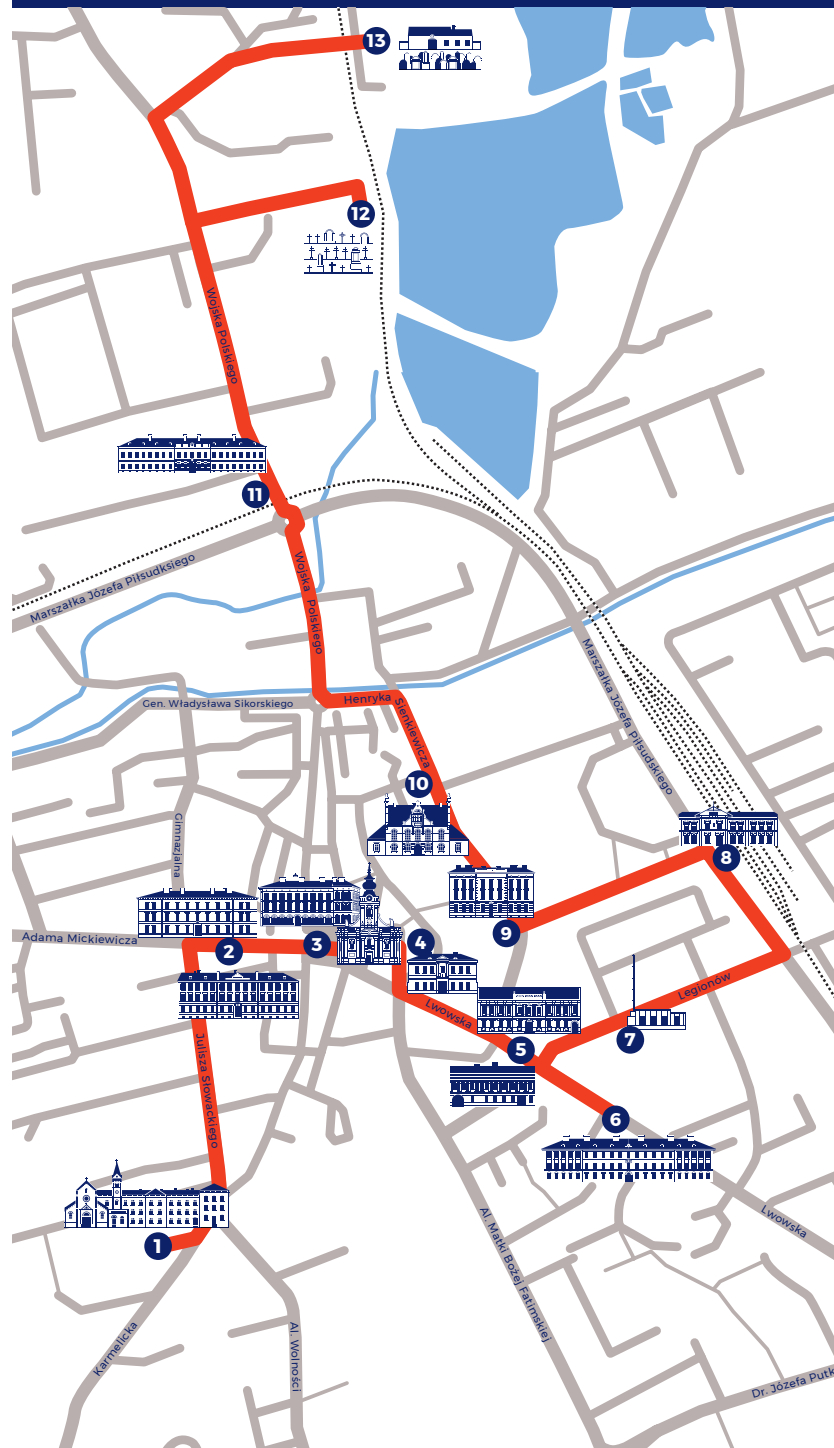 13
12
Wojska Polskiego
11
Marszałka Józefa Piłsudksiego
Wojska Polskiego
Marszałka Józefa Piłsudskiego
Gen. Władysława Sikorskiego
Henryka Sienkiewicza
10
Gimnazjalna
8
9
Adama Mickiewicza
2
3
4
Legionów
Lwowska
5
7
Julisza Słowackiego
6
1
Al. Matki Bożej Fatimskiej
Lwowska
Karmelicka
Al. Wolności
Dr. Józefa Putk